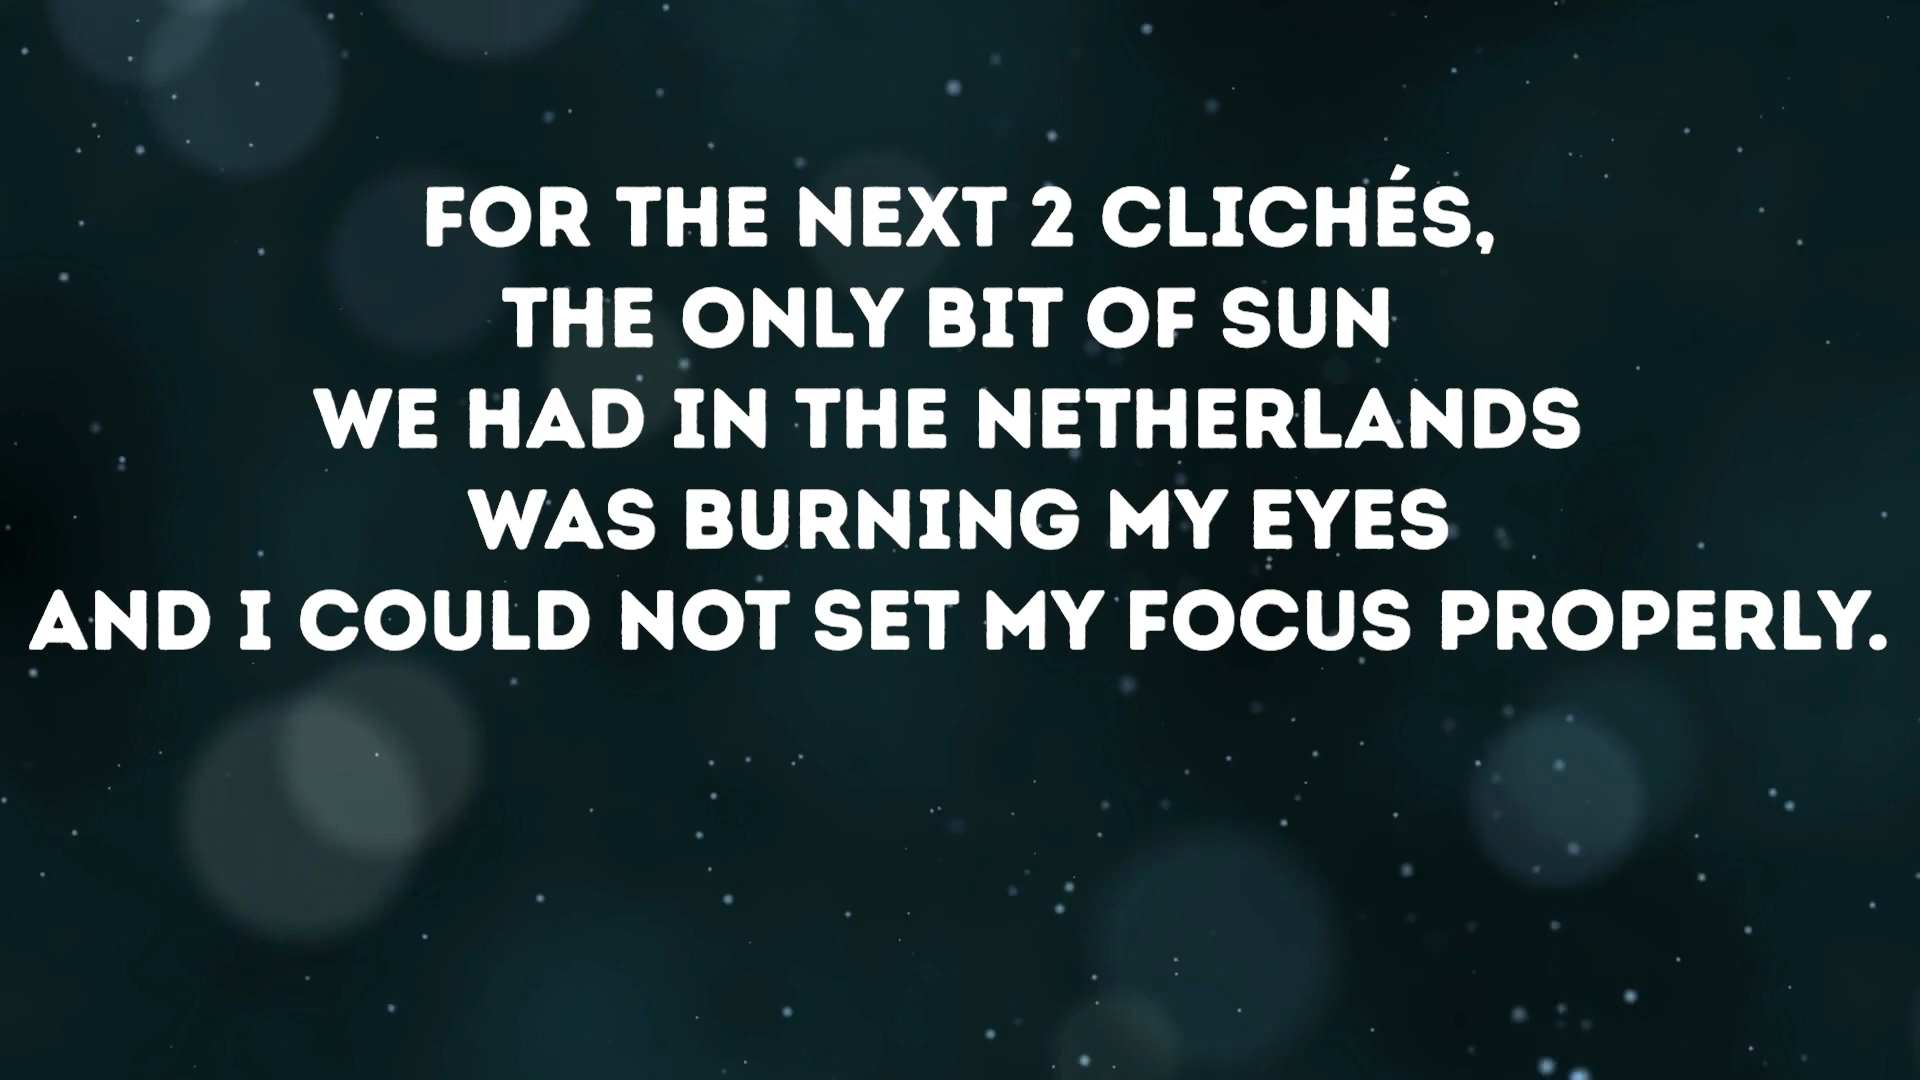 FOR THE NEXT 2 CLICHÉS,
THE ONLY BIT OF SUN
WE HAD IN THE NETHERLANDS
WAS BURNING MY EYES
AND I COULD NOT SET MY FOCUS PROPERLY.